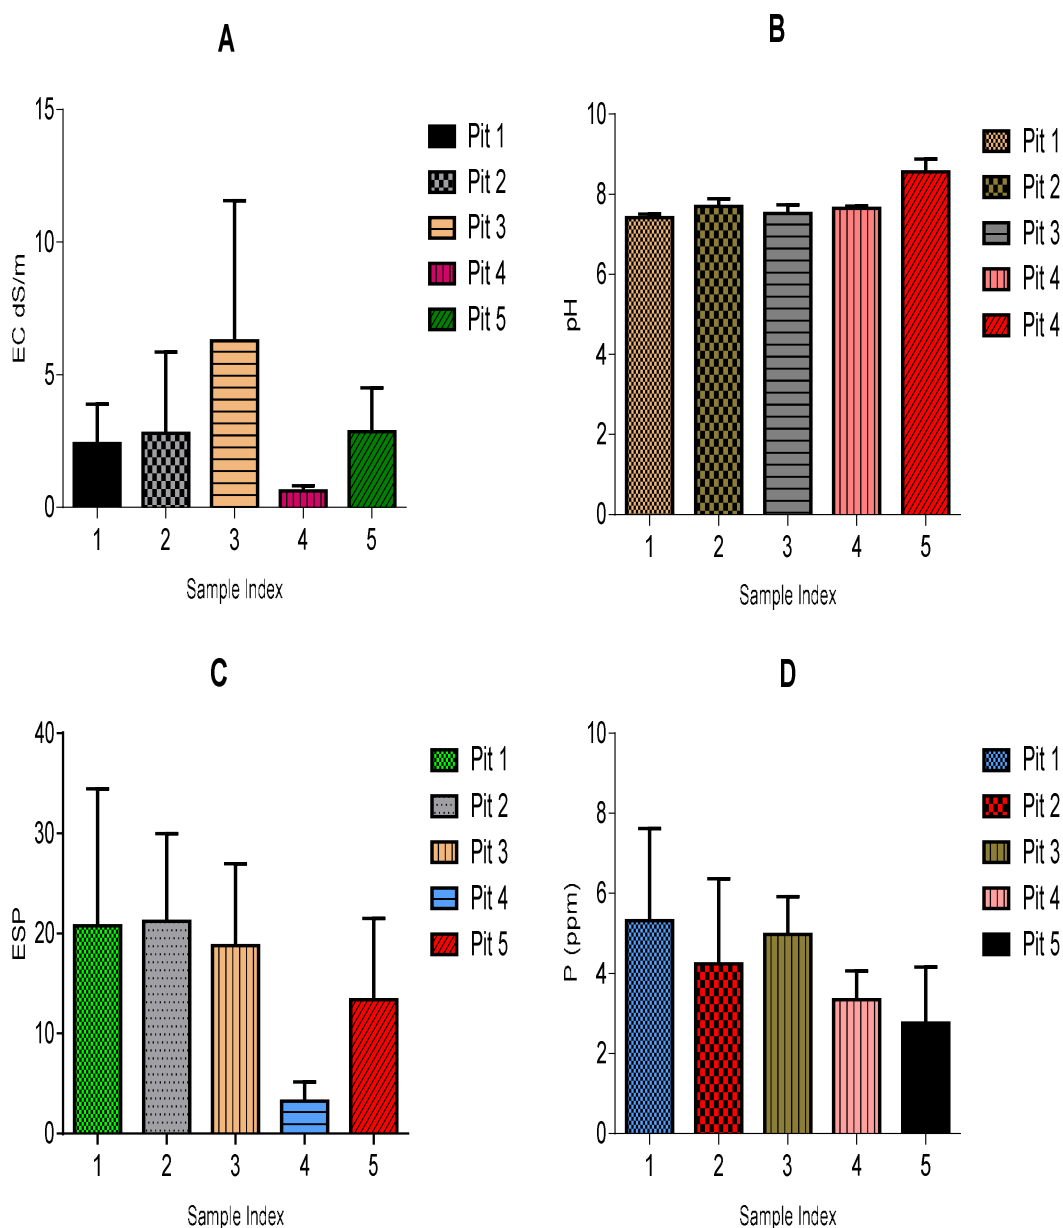 A
EC dS/m
15
10
5
0
1 2 3 4 5
Sample Index
Pit 1
Pit 2
Pit 3
Pit 4
Pit 5
B
pH
10
8
6
4
2
0
1 2 3 4 5
Sample Index
Pit 1
Pit 2
Pit 3
Pit 4
Pit 4
C
ESP
40
30
20
10
0
1 2 3 4 5
Sample Index
Pit 1
Pit 2
Pit 3
Pit 4
Pit 5
D
P (ppm)
10
8
6
4
2
0
1 2 3 4 5
Sample Index
Pit 1
Pit 2
Pit 3
Pit 4
Pit 5